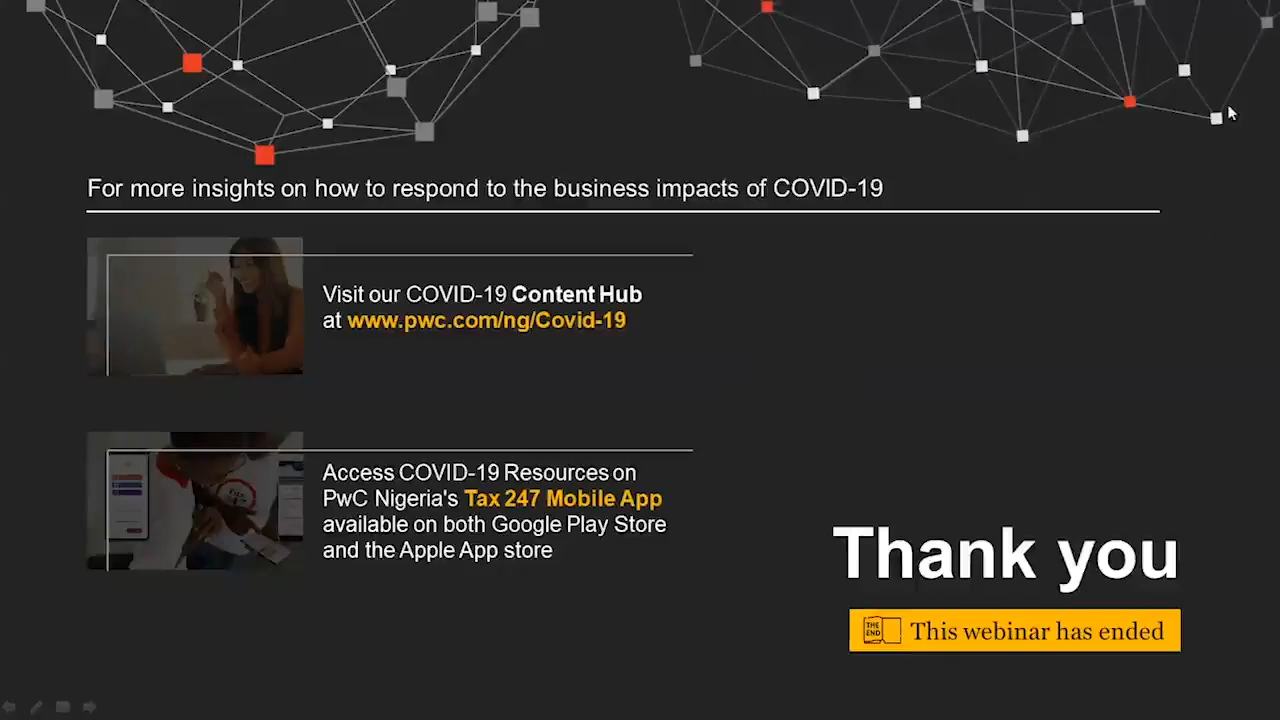 For more insights on how to respond to the business impacts of COVID-19
Visit our COVID-19 Content Hub
at www.pwc.com/ng/Covid-19
Access COVID-19 Resources on
PwC Nigeria's Tax 247 Mobile App
available on both Google Play Store
and the Apple App store
Thank you
THE
END
This webinar has ended